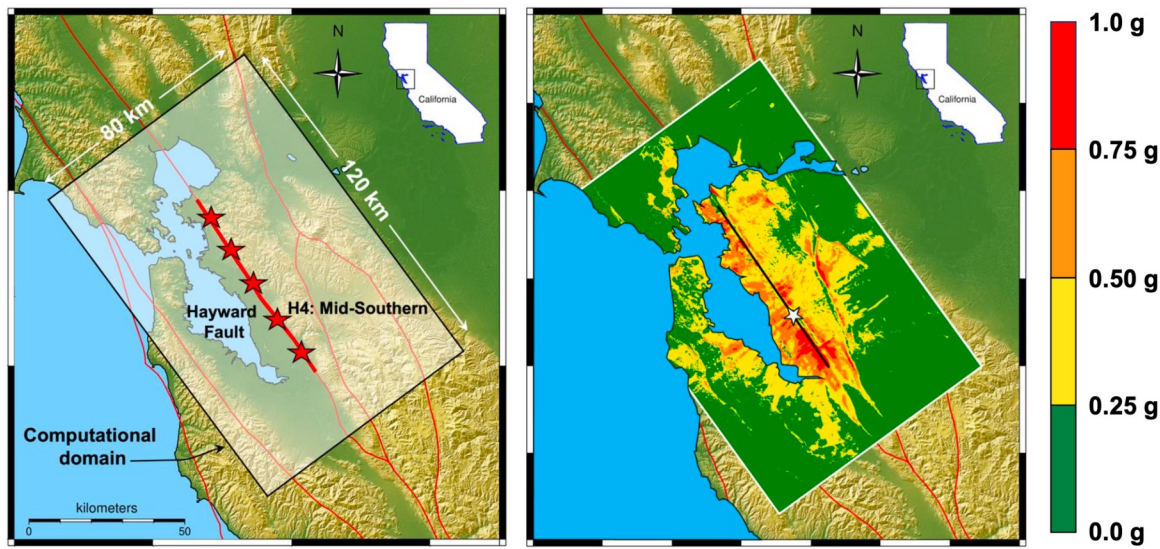 N
California
80 km
120 km
Hayward
Fault
H4: Mid-Southern
Computational
domain
kilometers
0
50
N
California
1.0 g
0.75 g
0.50 g
0.25 g
0.0 g